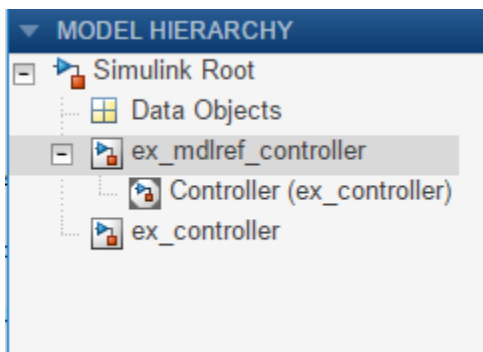 MODEL HIERARCHY
Simulink Root
Data Objects
ex_mdlref_controller
Controller (ex_controller)
ex_controller